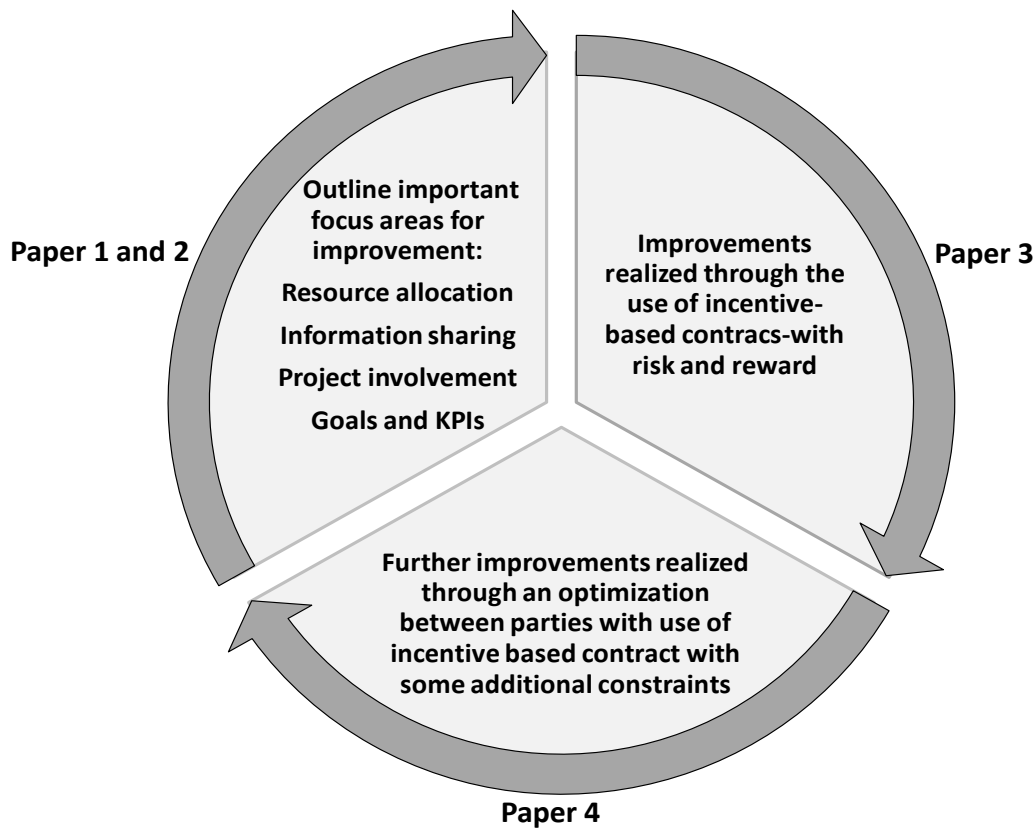 Paper 1 and 2
Outline important
focus areas for
improvement:
Resource allocation
Information sharing
Project involvement
Goals and KPIs
Improvements
realized through the
use of incentive-
based contracs-with
risk and reward
Paper 3
Further improvements realized
through an optimization
between parties with use of
incentive based contract with
some additional constraints
Paper 4